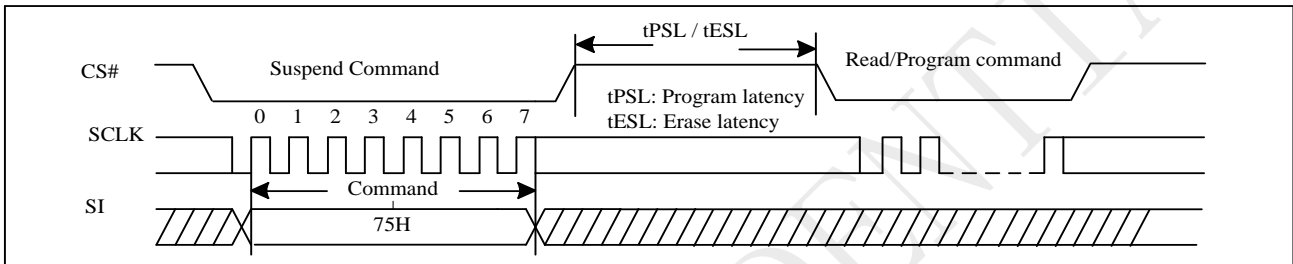 tPSL / tESL
CS#
Suspend Command
Read/Program command
tPSL: Program latency
tESL: Erase latency
0 1 2 3 4 5 6 7
SCLK
Command
SI
75H